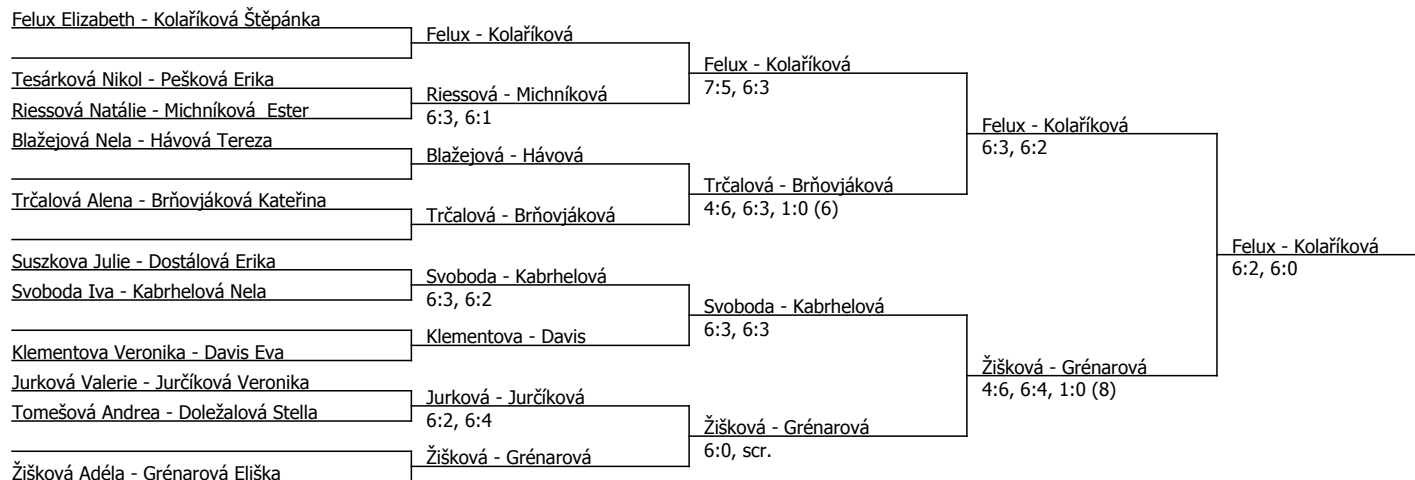 Felux Elizabeth - Kolaříková Štěpánka
Tesárková Nikol - Pešková Erika
Riessová Natálie - Michníková  Ester
Blažejová Nela - Hávová Tereza
Trčalová Alena - Brňovjáková Kateřina
Suszkova Julie - Dostálová Erika
Svoboda Iva - Kabrhelová Nela
Klementova Veronika - Davis Eva
Jurková Valerie - Jurčíková Veronika
Tomešová Andrea - Doležalová Stella
Žišková Adéla - Grénarová Eliška
Felux - Kolaříková
Riessová - Michníková
6:3, 6:1
Blažejová - Hávová
Trčalová - Brňovjáková
Svoboda - Kabrhelová
6:3, 6:2
Klementova - Davis
Jurková - Jurčíková
6:2, 6:4
Žišková - Grénarová
Felux - Kolaříková
7:5, 6:3
Trčalová - Brňovjáková
4:6, 6:3, 1:0 (6)
Svoboda - Kabrhelová
6:3, 6:3
Žišková - Grénarová
6:0, scr.
Felux - Kolaříková
6:3, 6:2
Žišková - Grénarová
4:6, 6:4, 1:0 (8)
Felux - Kolaříková
6:2, 6:0